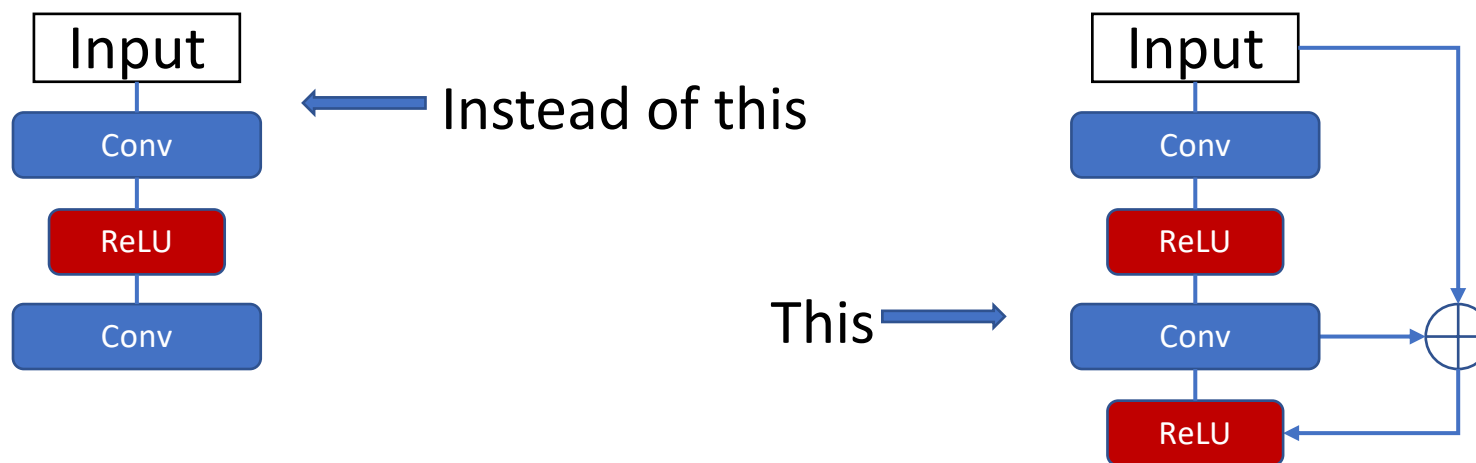 Input
Conv
ReLU
Conv
Instead of this
Input
Conv
ReLU
Conv
ReLU
This